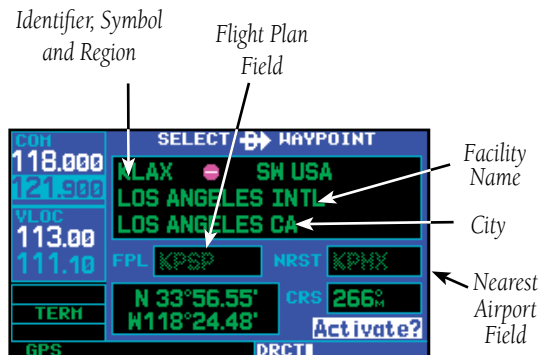 Identifier, Symbol
and Region
Flight Plan
Field
COM
118.000
121.900
VLOC
113.00
111.10
TERM
GPS
SELECT D WAYPOINT
KLAX SW USA
LOS ANGELES INTL
LOS ANGELES CA
FPL KPSP NRST KPHX
N 33°56.55'
W118°24.48'
CRS 266°M
Activate?
DRCT
Facility
Name
City
Nearest
Airport
Field